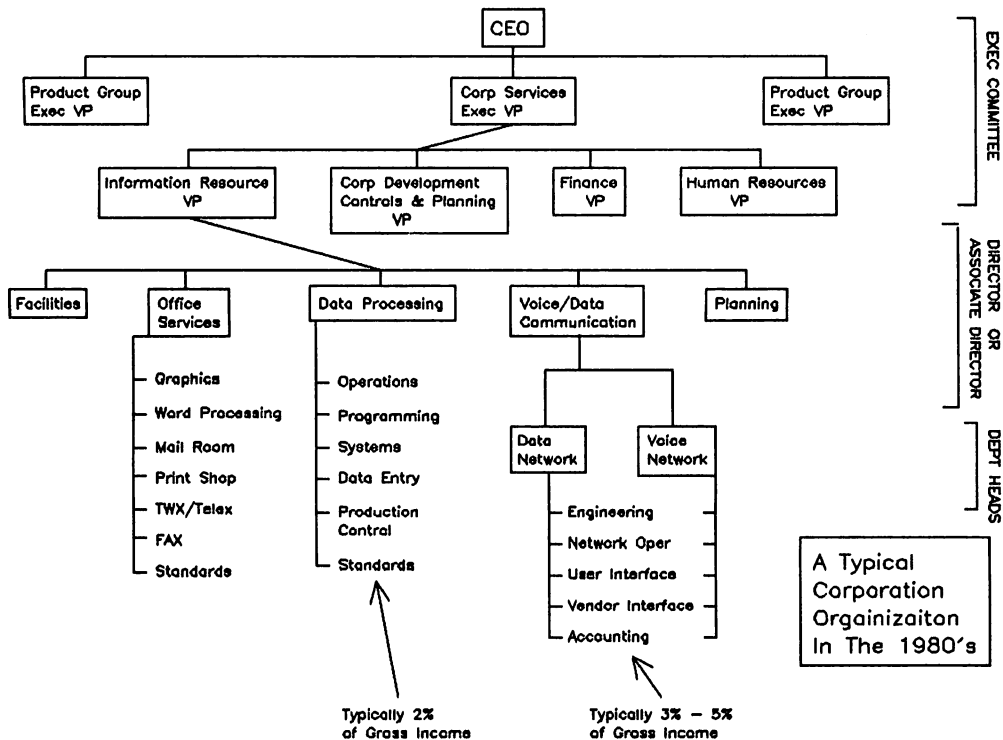 CEO
Product Group
Exec VP
Corp Services
Exec VP
Product Group
Exec VP
EXEC COMMITTEE
Information Resource
VP
Corp Development
Controls & Planning
VP
Finance
VP
Human Resources
VP
DIRECTOR OR
ASSOCIATE DIRECTOR
Facilities
Office
Services
Data Processing
Voice/Data
Communication
Planning
Graphics
Word Processing
Mail Room
Print Shop
TWX/Telex
FAX
Standards
Operations
Programming
Systems
Data Entry
Production
Control
Standards
Data
Network
Voice
Network
DEPT HEADS
Engineering
Network Oper
User Interface
Vendor Interface
Accounting
A Typical
Corporation
Orgainizaiton
In The 1980's
Typically 2%
of Gross Income
Typically 3% - 5%
of Gross Income